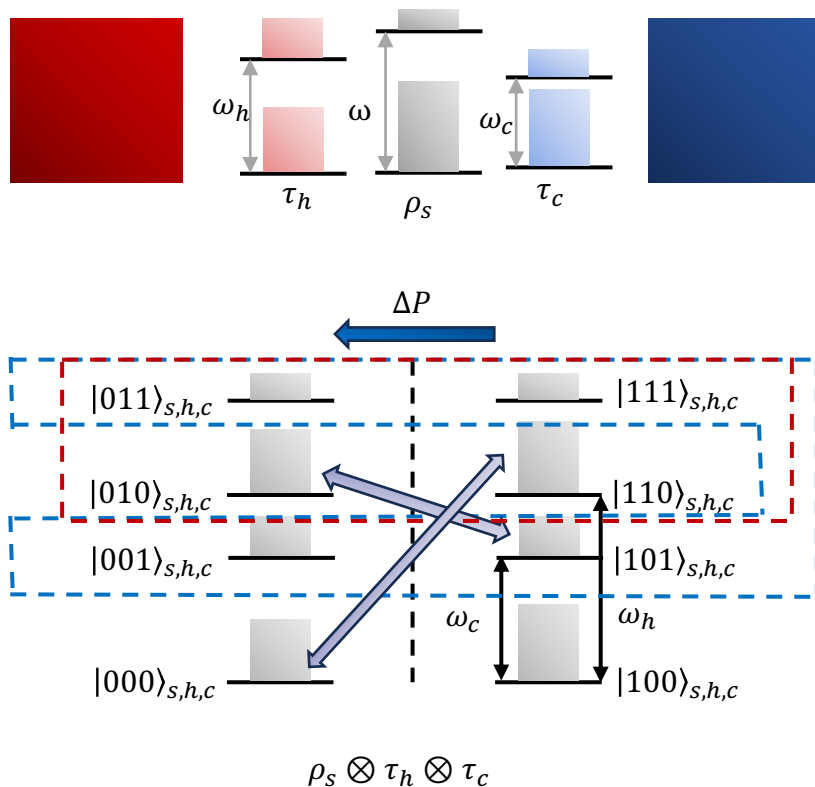 ω_h ω ω_c
τ_h ρ_s τ_c
ΔP
|011⟩_{s,h,c} |111⟩_{s,h,c}
|010⟩_{s,h,c} |110⟩_{s,h,c}
|001⟩_{s,h,c} |101⟩_{s,h,c}
ω_c ω_h
|000⟩_{s,h,c} |100⟩_{s,h,c}
ρ_s ⊗ τ_h ⊗ τ_c